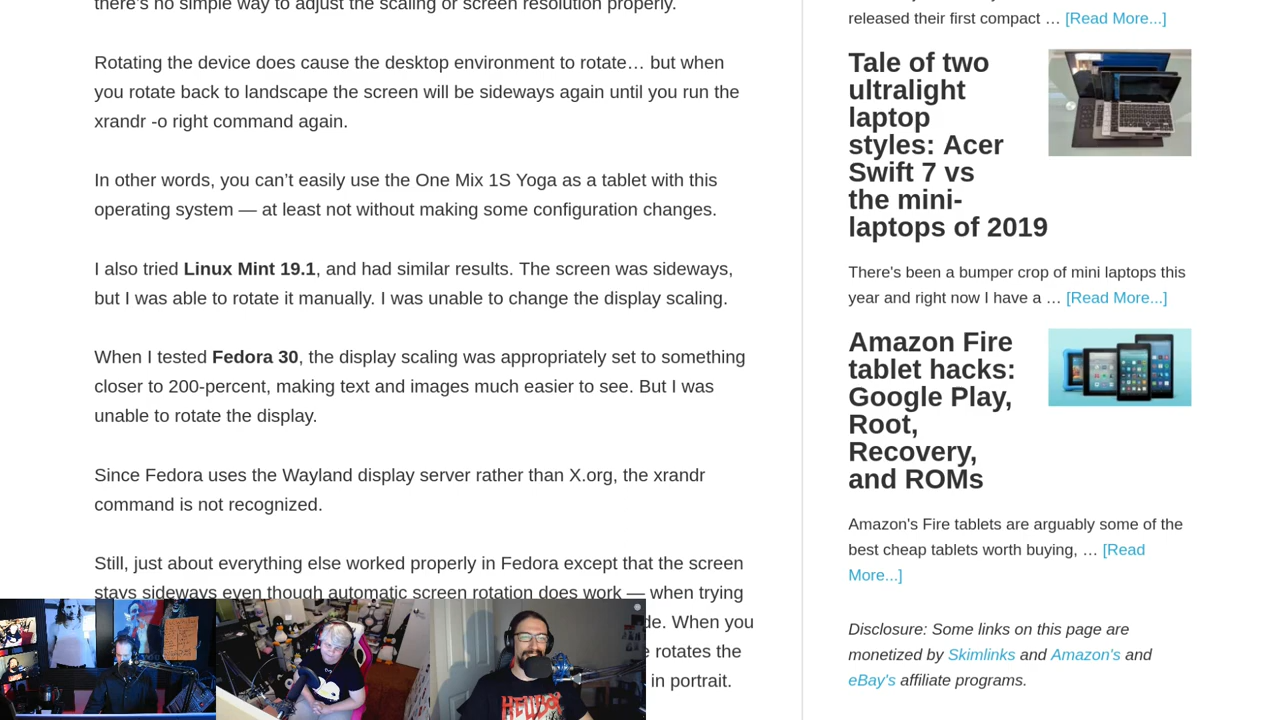 there's no simple way to adjust the scaling or screen resolution properly.
Rotating the device does cause the desktop environment to rotate… but when
you rotate back to landscape the screen will be sideways again until you run the
xrandr -o right command again.
In other words, you can’t easily use the One Mix 1S Yoga as a tablet with this
operating system — at least not without making some configuration changes.
I also tried Linux Mint 19.1, and had similar results. The screen was sideways,
but I was able to rotate it manually. I was unable to change the display scaling.
When I tested Fedora 30, the display scaling was appropriately set to something
closer to 200-percent, making text and images much easier to see. But I was
unable to rotate the display.
Since Fedora uses the Wayland display server rather than X.org, the xrandr
command is not recognized.
Still, just about everything else worked properly in Fedora except that the screen
stays sideways even though automatic screen rotation does work — when trying
de. When you
rotates the
in portrait.
HELLBOY
released their first compact … [Read More...]
Tale of two
ultralight
laptop
styles: Acer
Swift 7 vs
the mini-
laptops of 2019
There's been a bumper crop of mini laptops this
year and right now I have a … [Read More...]
Amazon Fire
tablet hacks:
Google Play,
Root,
Recovery,
and ROMs
Amazon's Fire tablets are arguably some of the
best cheap tablets worth buying, … [Read
More...]
Disclosure: Some links on this page are
monetized by Skimlinks and Amazon's and
eBay's affiliate programs.